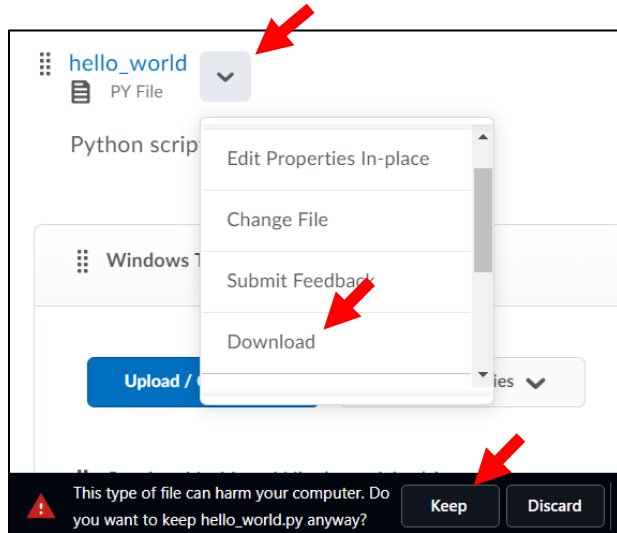 hello_world
PY File
Python scrip
Edit Properties In-place
Change File
Windows T
Submit Feedback
Download
Upload /
ies
This type of file can harm your computer. Do
you want to keep hello_world.py anyway?
Keep
Discard